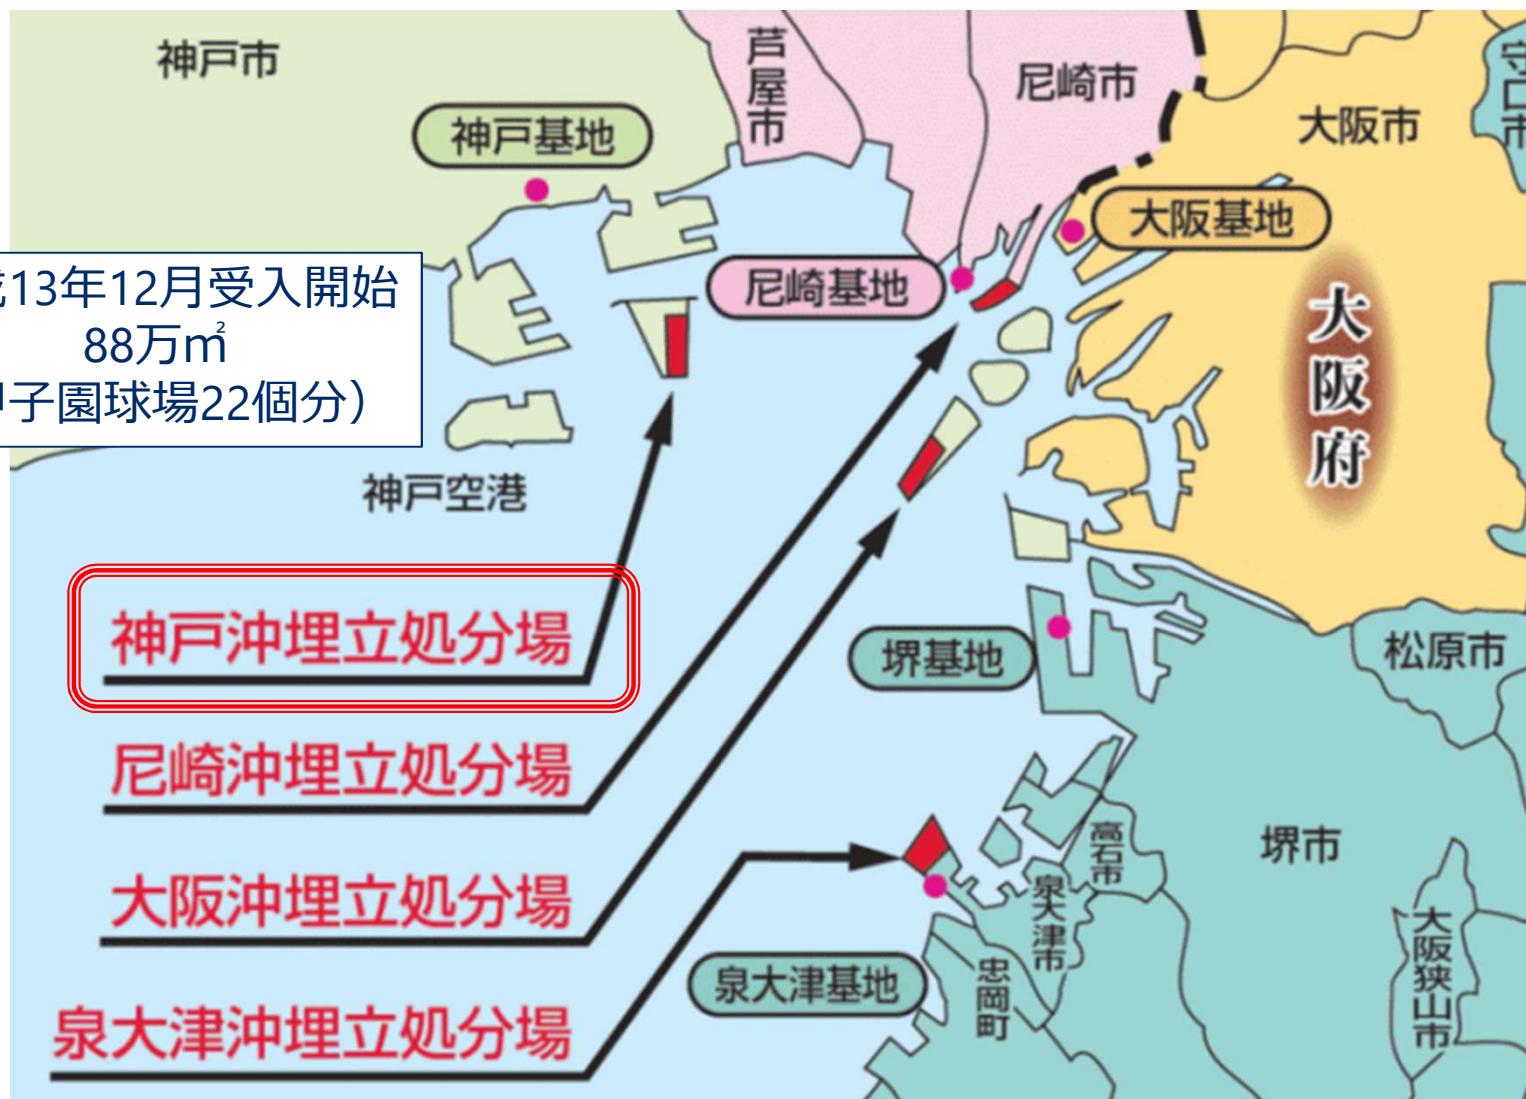 神戸市
芦屋市
尼崎市
守口市
大阪市
神戸基地
大阪基地
尼崎基地
13年12月受入開始
88万㎡
子園球場22個分）
大阪府
神戸空港
神戸沖埋立処分場
堺基地
松原市
尼崎沖埋立処分場
高石市
堺市
大阪沖埋立処分場
泉大津市
大阪狭山市
泉大津基地
忠岡町
泉大津沖埋立処分場